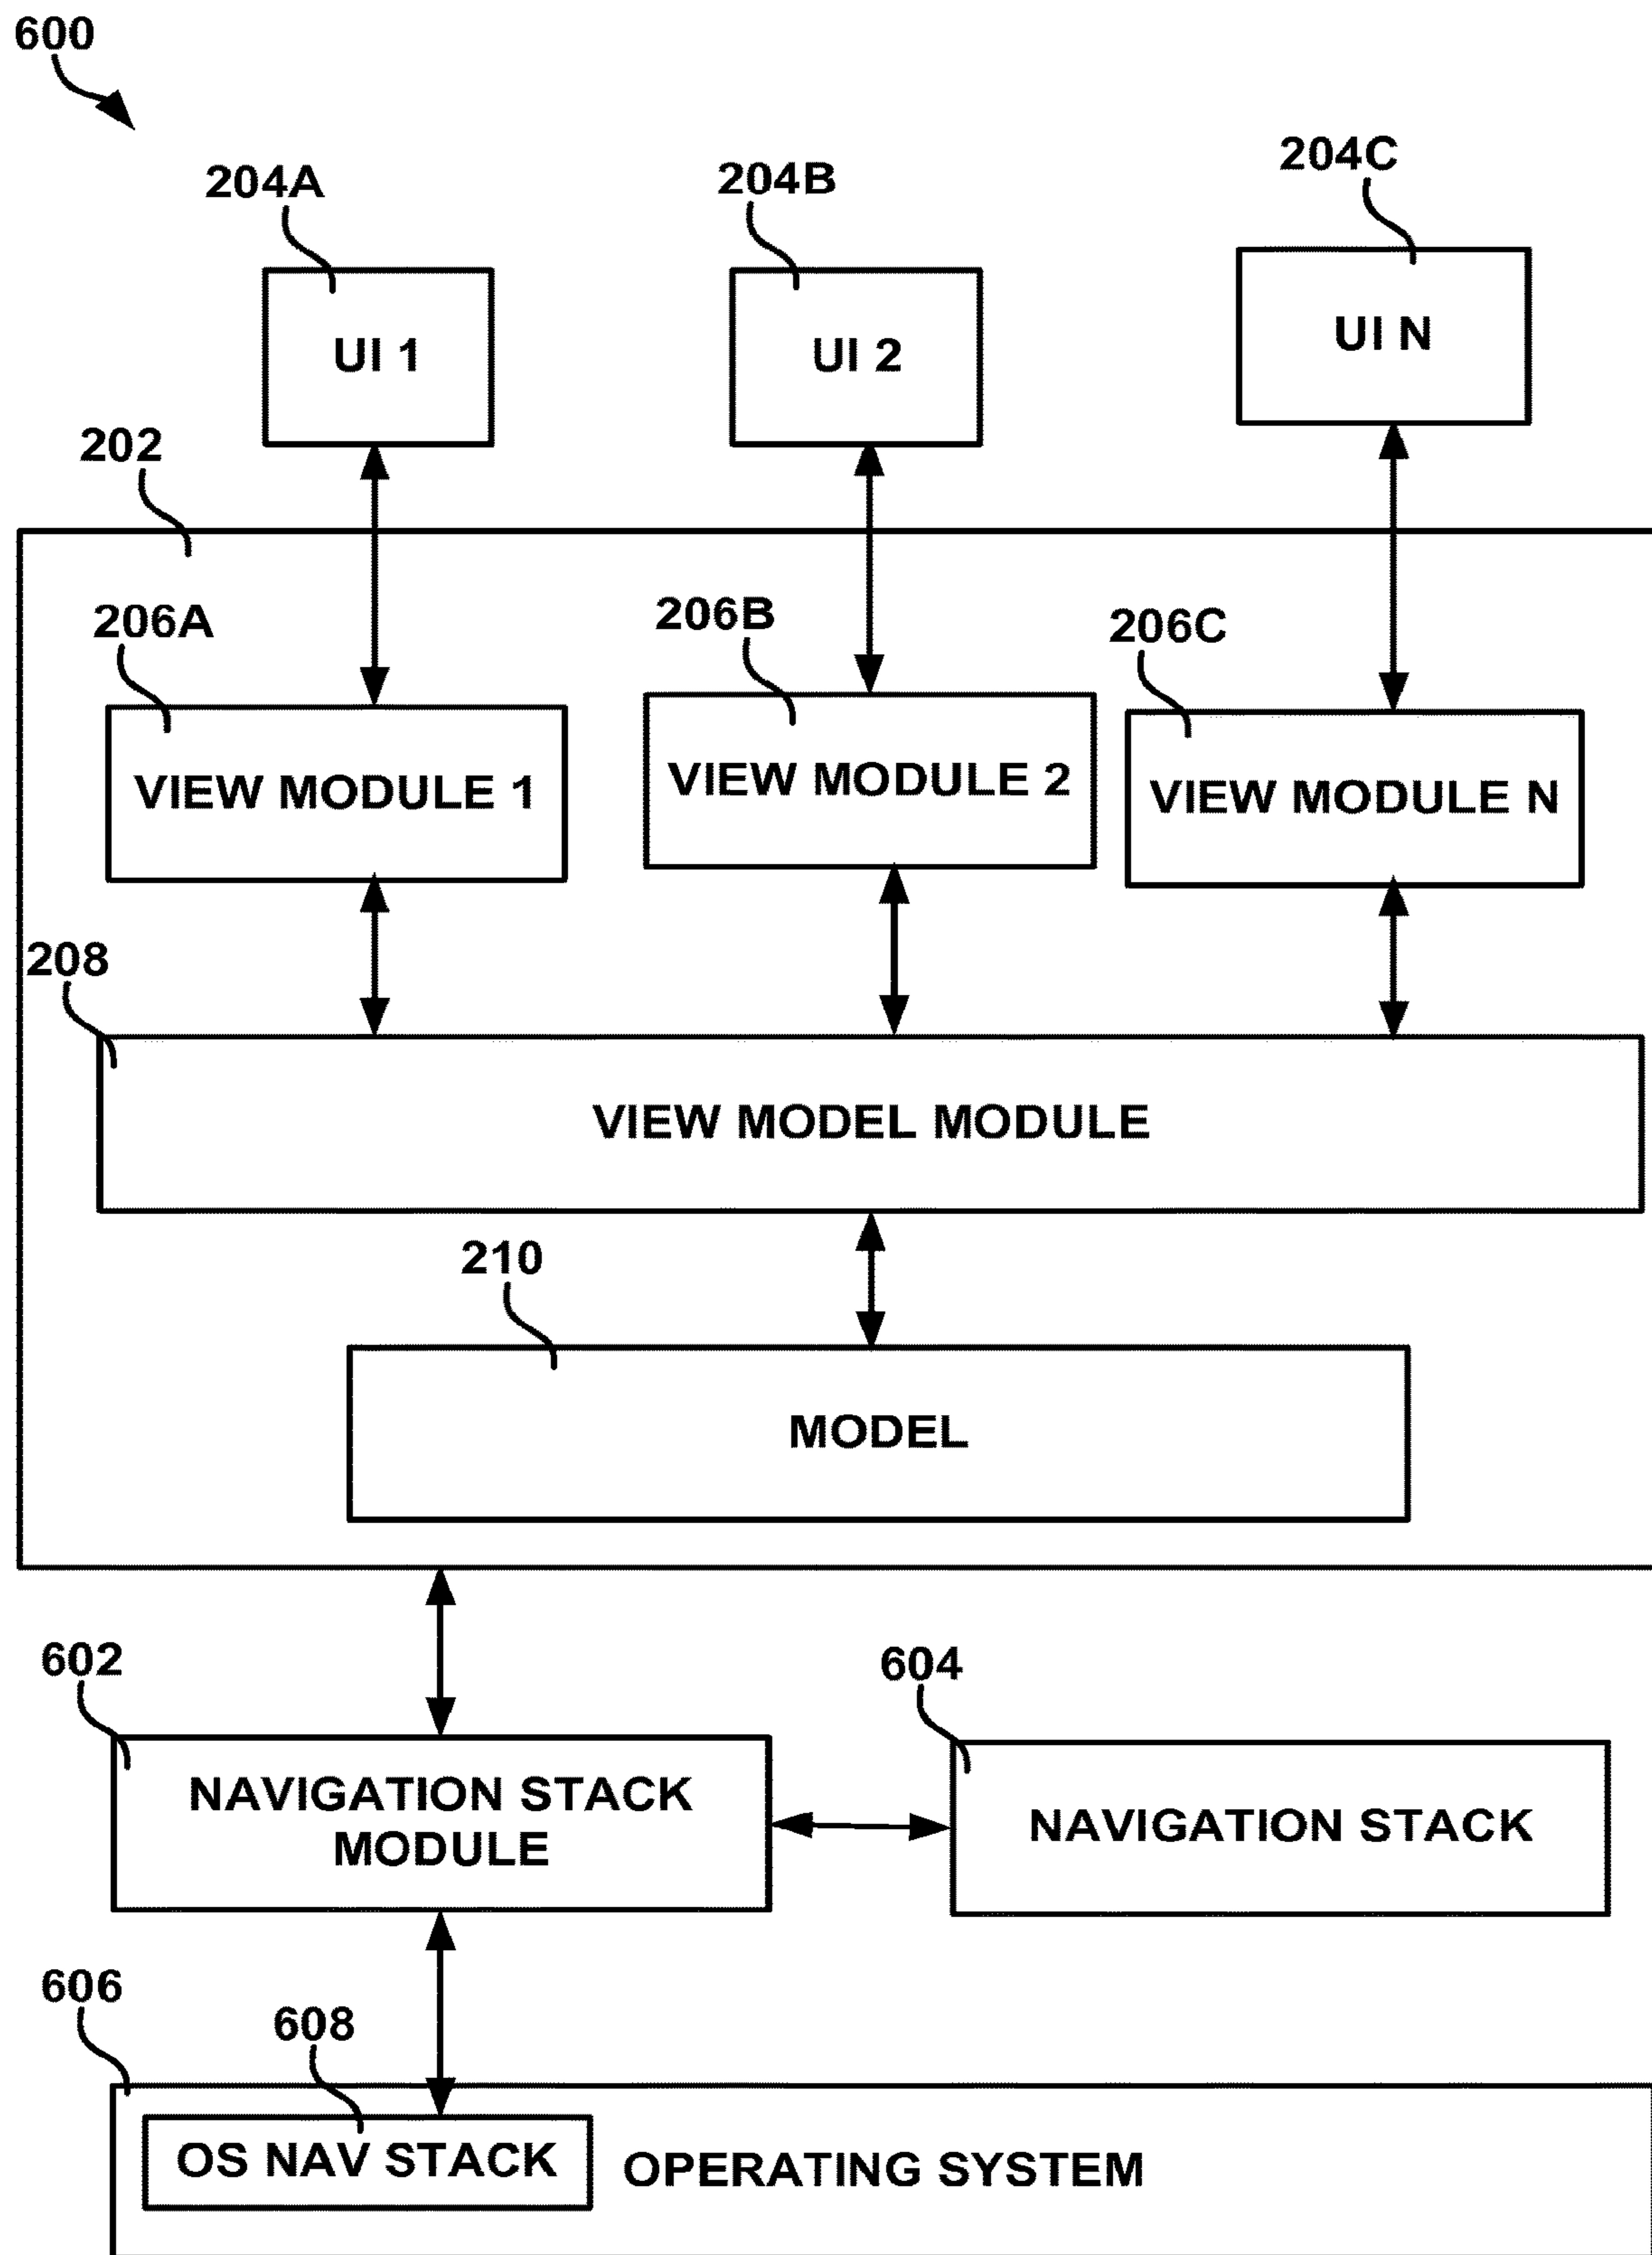 600
204A
204B
204C
UI 1
UI 2
UI N
202
206A
206B
206C
VIEW MODULE 1
VIEW MODULE 2
VIEW MODULE N
208
VIEW MODEL MODULE
210
MODEL
602
604
NAVIGATION STACK
MODULE
NAVIGATION STACK
606
608
OS NAV STACK
OPERATING SYSTEM